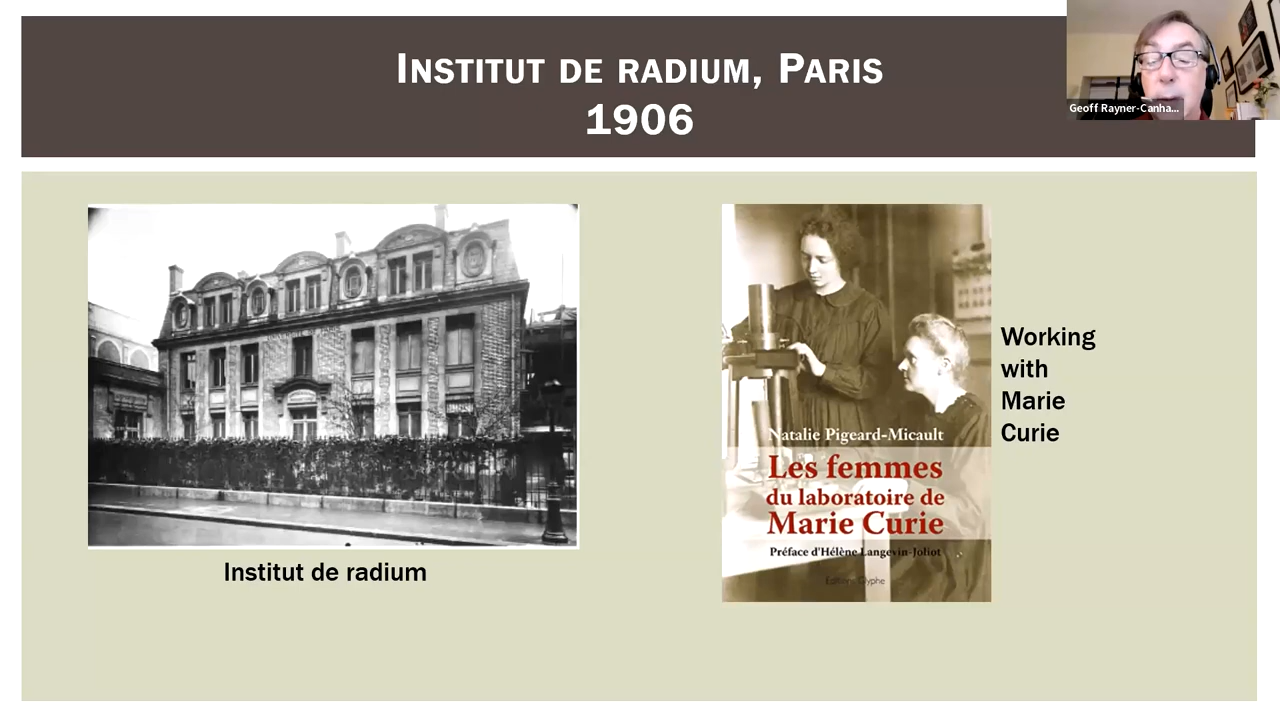 Institut de radium, Paris
1906
Geoff Rayner-Canha...
Institut de radium
Natalie Pigeard-Micault
Les femmes
du laboratoire de
Marie Curie
Préface d'Hélène Langevin-Joliot
Éditions Glyphe
Working
with
Marie
Curie